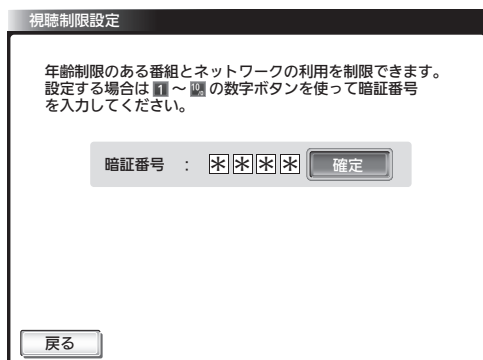 視聴制限設定
年齢制限のある番組とネットワークの利用を制限できます。
設定する場合は 1 ~ 10/0 の数字ボタンを使って暗証番号
を入力してください。
暗証番号 : ＊＊＊＊ 確定
戻る